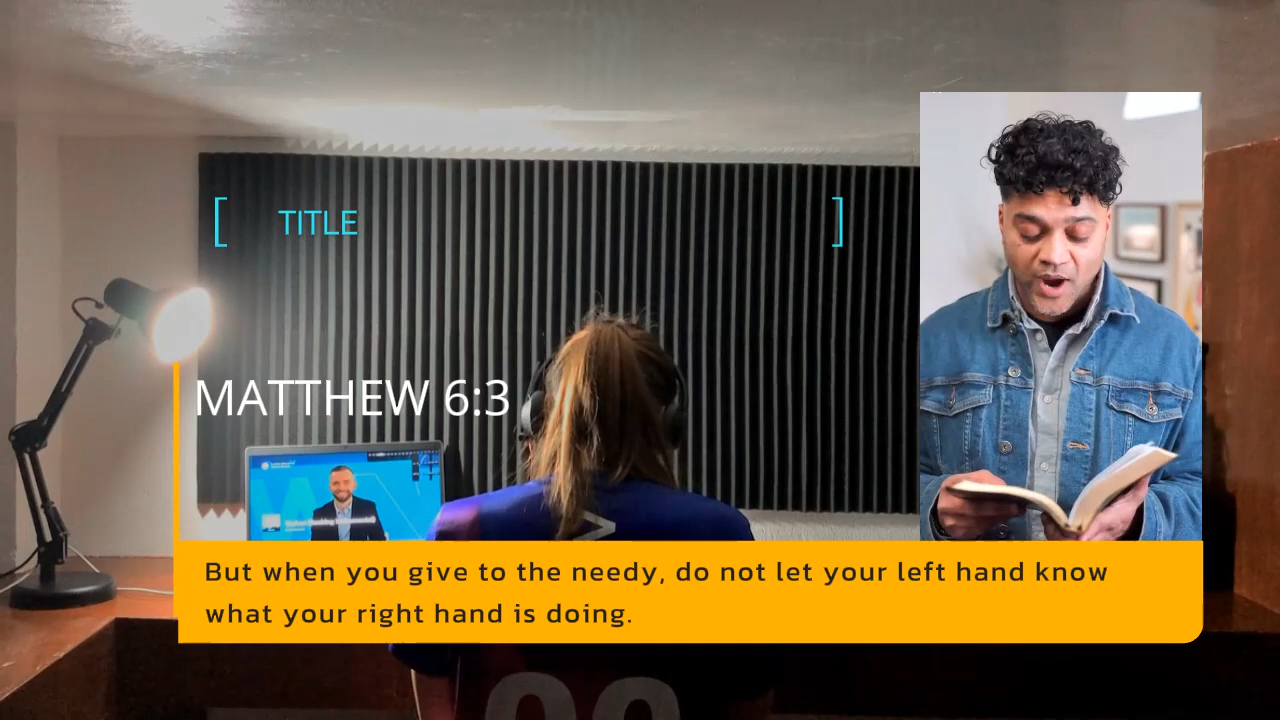 [ TITLE ]
MATTHEW 6:3
But when you give to the needy, do not let your left hand know
what your right hand is doing.